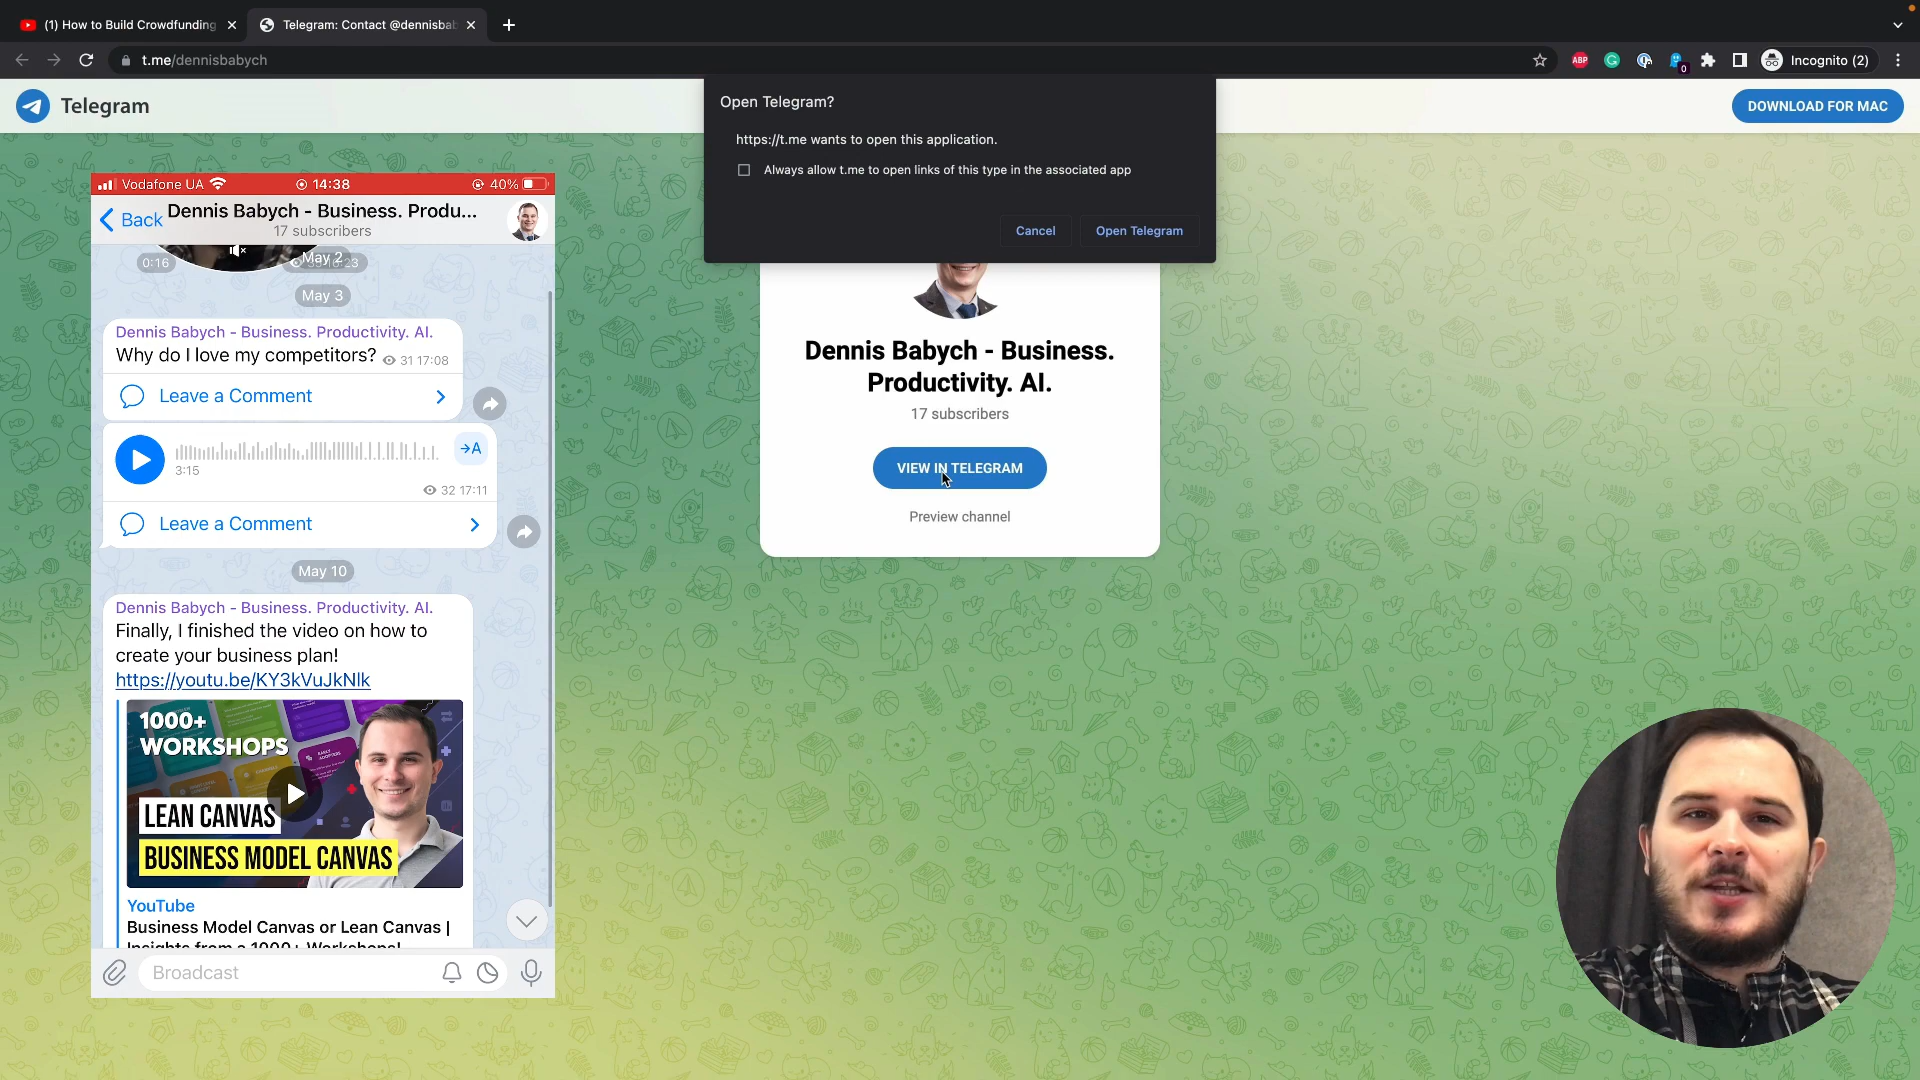 (1) How to Build Crowdfunding
Telegram: Contact @dennisbab
t.me/dennisbabych
ABP
0
Incognito (2)
Telegram
DOWNLOAD FOR MAC
Open Telegram?
https://t.me wants to open this application.
Always allow t.me to open links of this type in the associated app
Cancel
Open Telegram
Dennis Babych - Business.
Productivity. AI.
17 subscribers
VIEW IN TELEGRAM
Preview channel
Vodafone UA
14:38
40%
Back
Dennis Babych - Business. Produ...
17 subscribers
0:16
May 2
May 3
Dennis Babych - Business. Productivity. AI.
Why do I love my competitors? 31 17:08
Leave a Comment
→A
3:15
32 17:11
Leave a Comment
May 10
Dennis Babych - Business. Productivity. AI.
Finally, I finished the video on how to
create your business plan!
https://youtu.be/KY3kVuJkNlk
1000+
WORKSHOPS
LEAN CANVAS
BUSINESS MODEL CANVAS
YouTube
Business Model Canvas or Lean Canvas |
Insights from a 1000+ Workshops!
Broadcast